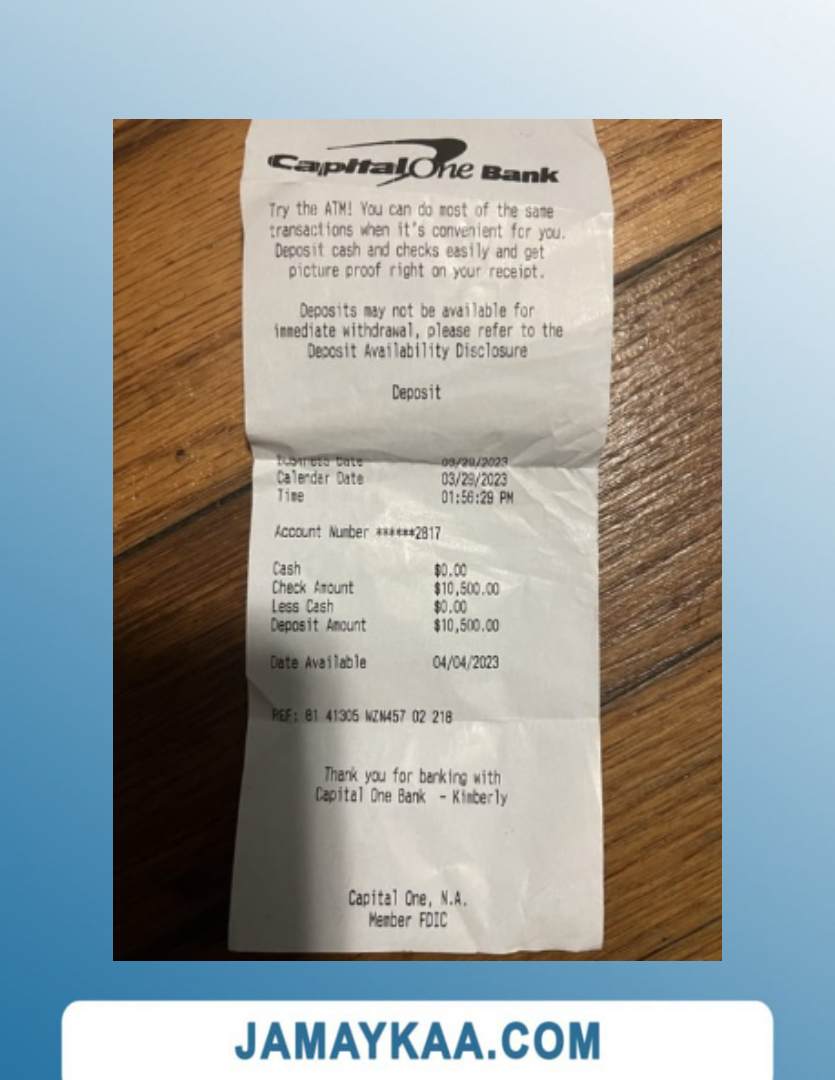 CapitalOne Bank
Try the ATM! You can do most of the same
transactions when it's convenient for you.
Deposit cash and checks easily and get
picture proof right on your receipt.
Deposits may not be available for
immediate withdrawal, please refer to the
Deposit Availability Disclosure
Deposit
Business Date 03/29/2023
Calendar Date 03/29/2023
Time 01:56:29 PM
Account Number ******2817
Cash $0.00
Check Amount $10,500.00
Less Cash $0.00
Deposit Amount $10,500.00
Date Available 04/04/2023
REF: 81 41305 WZN457 02 218
Thank you for banking with
Capital One Bank - Kimberly
Capital One, N.A.
Member FDIC
JAMAYKAA.COM